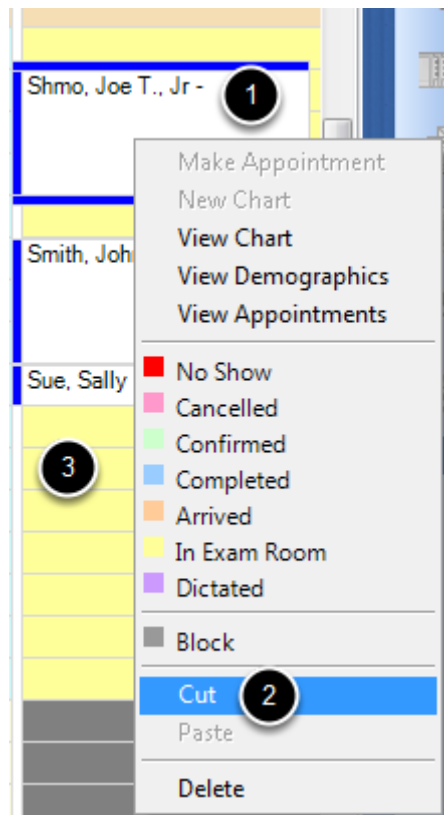 Shmo, Joe T., Jr -
1
Make Appointment
New Chart
View Chart
View Demographics
View Appointments
Smith, Joh
Sue, Sally
No Show
Cancelled
Confirmed
Completed
Arrived
In Exam Room
Dictated
3
Block
Cut
2
Paste
Delete